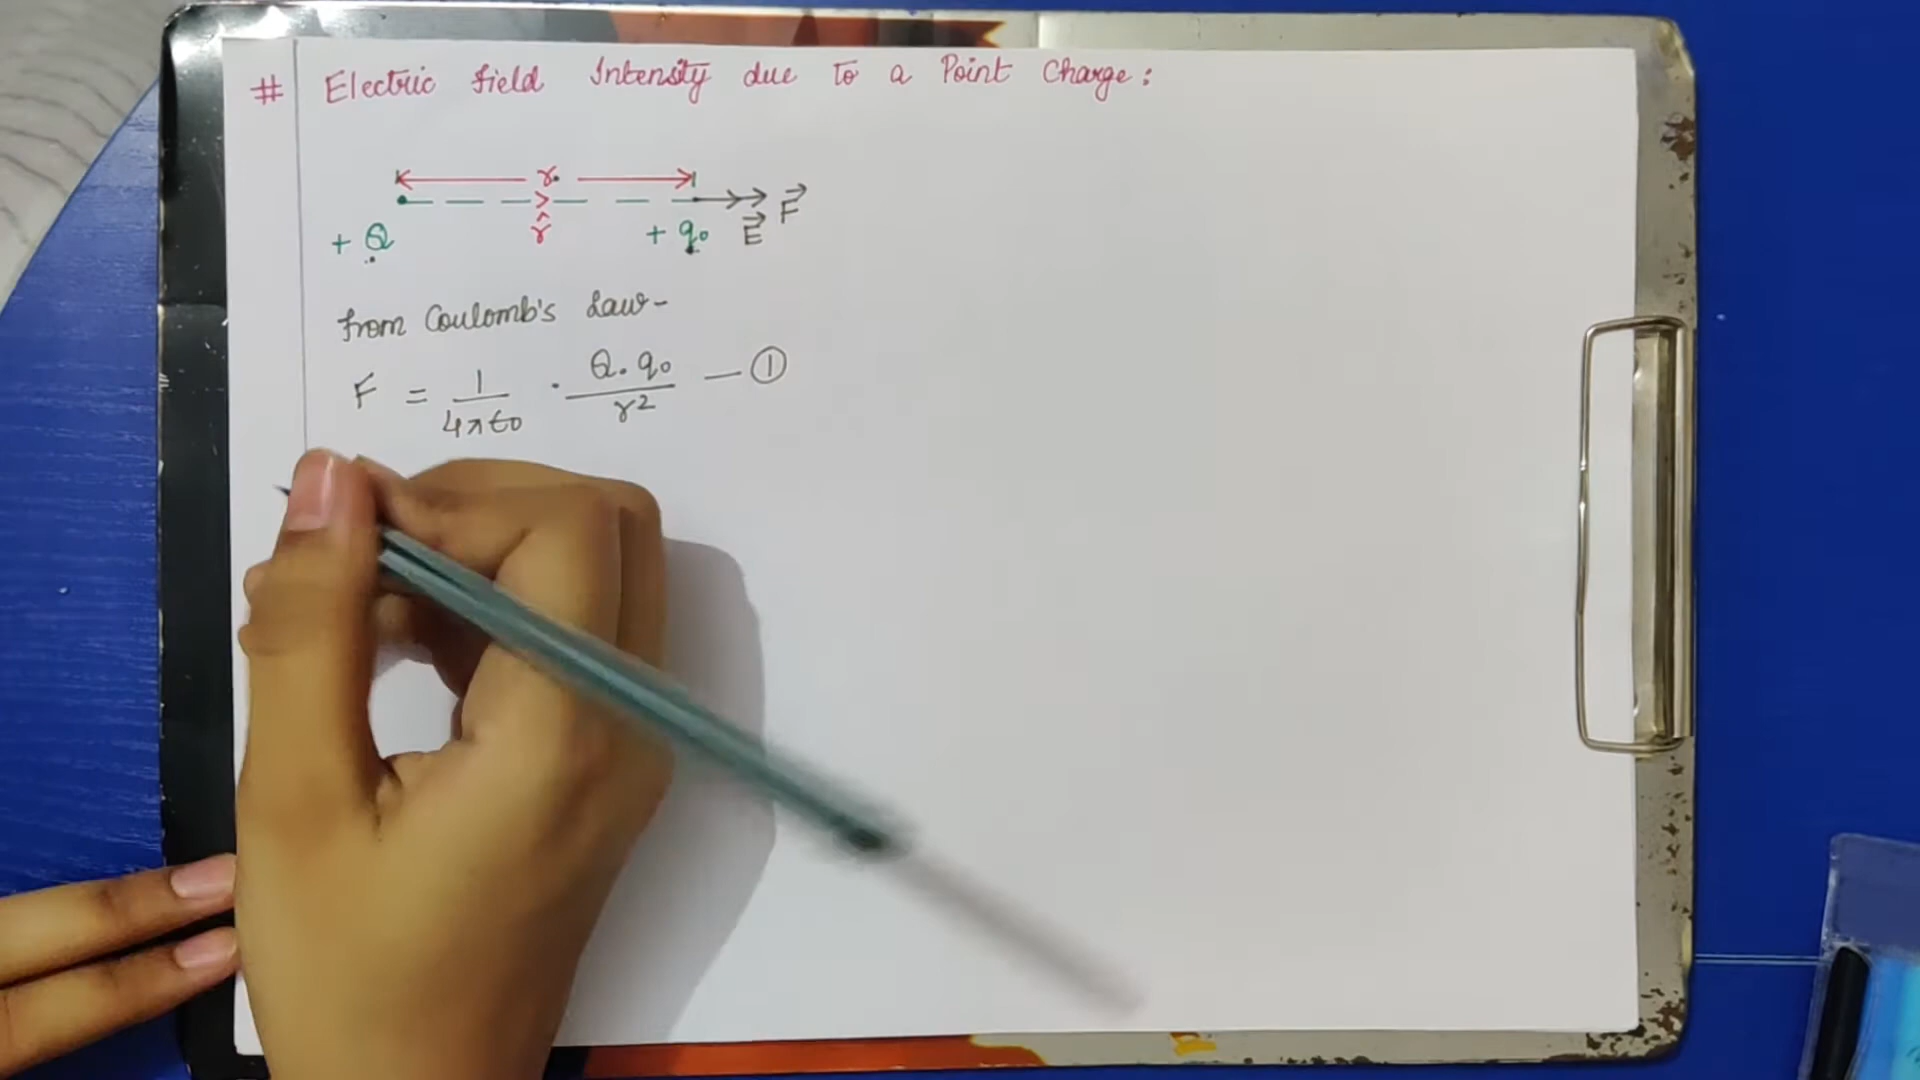 # Electric field Intensity due to a Point Charge:
r
r̂
+ Q + q₀ E⃗ F⃗
from Coulomb's Law-
F = 1/4πε₀ · Q.q₀/r² — ①